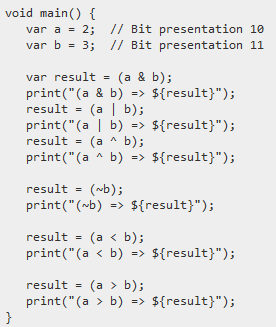 void main() {
   var a = 2;  // Bit presentation 10
   var b = 3;  // Bit presentation 11

   var result = (a & b);
   print("(a & b) => ${result}");
   result = (a | b);
   print("(a | b) => ${result}");
   result = (a ^ b);
   print("(a ^ b) => ${result}");

   result = (~b);
   print("(~b) => ${result}");

   result = (a < b);
   print("(a < b) => ${result}");

   result = (a > b);
   print("(a > b) => ${result}");
}